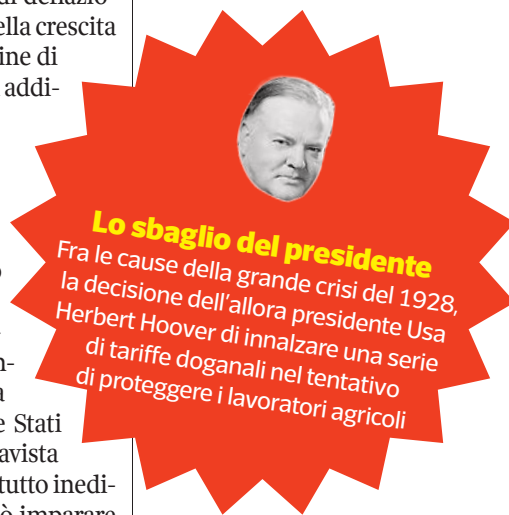 di deflazio-
ella crescita
ine di
addi-
Lo sbaglio del presidente
Fra le cause della grande crisi del 1928,
la decisione dell'allora presidente Usa
Herbert Hoover di innalzare una serie
di tariffe doganali nel tentativo
di proteggere i lavoratori agricoli
n-
a
e Stati
avista
tutto inedi-
ò imparare